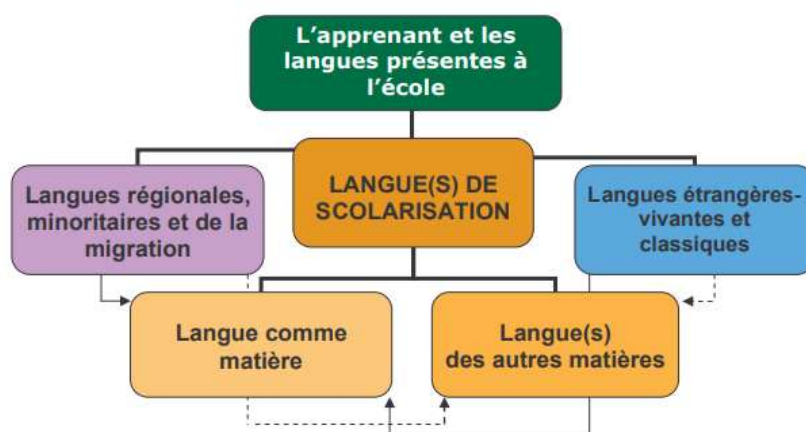 L’apprenant et les
langues présentes à
l’école
LANGUE(S) DE
SCOLARISATION
Langues régionales,
minoritaires et de la
migration
Langues étrangères-
vivantes et
classiques
Langue comme
matière
Langue(s)
des autres matières